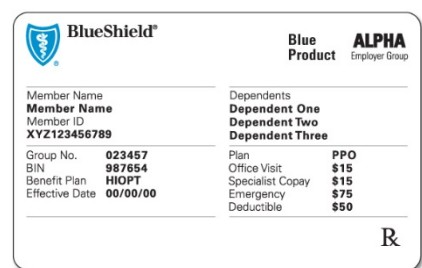 BlueShield®
Blue Product
ALPHA
Employer Group
Member Name
Member Name
Member ID
XYZ123456789
Dependents
Dependent One
Dependent Two
Dependent Three
Group No. 023457
BIN 987654
Benefit Plan HIOPT
Effective Date 00/00/00
Plan PPO
Office Visit $15
Specialist Copay $15
Emergency $75
Deductible $50
℞